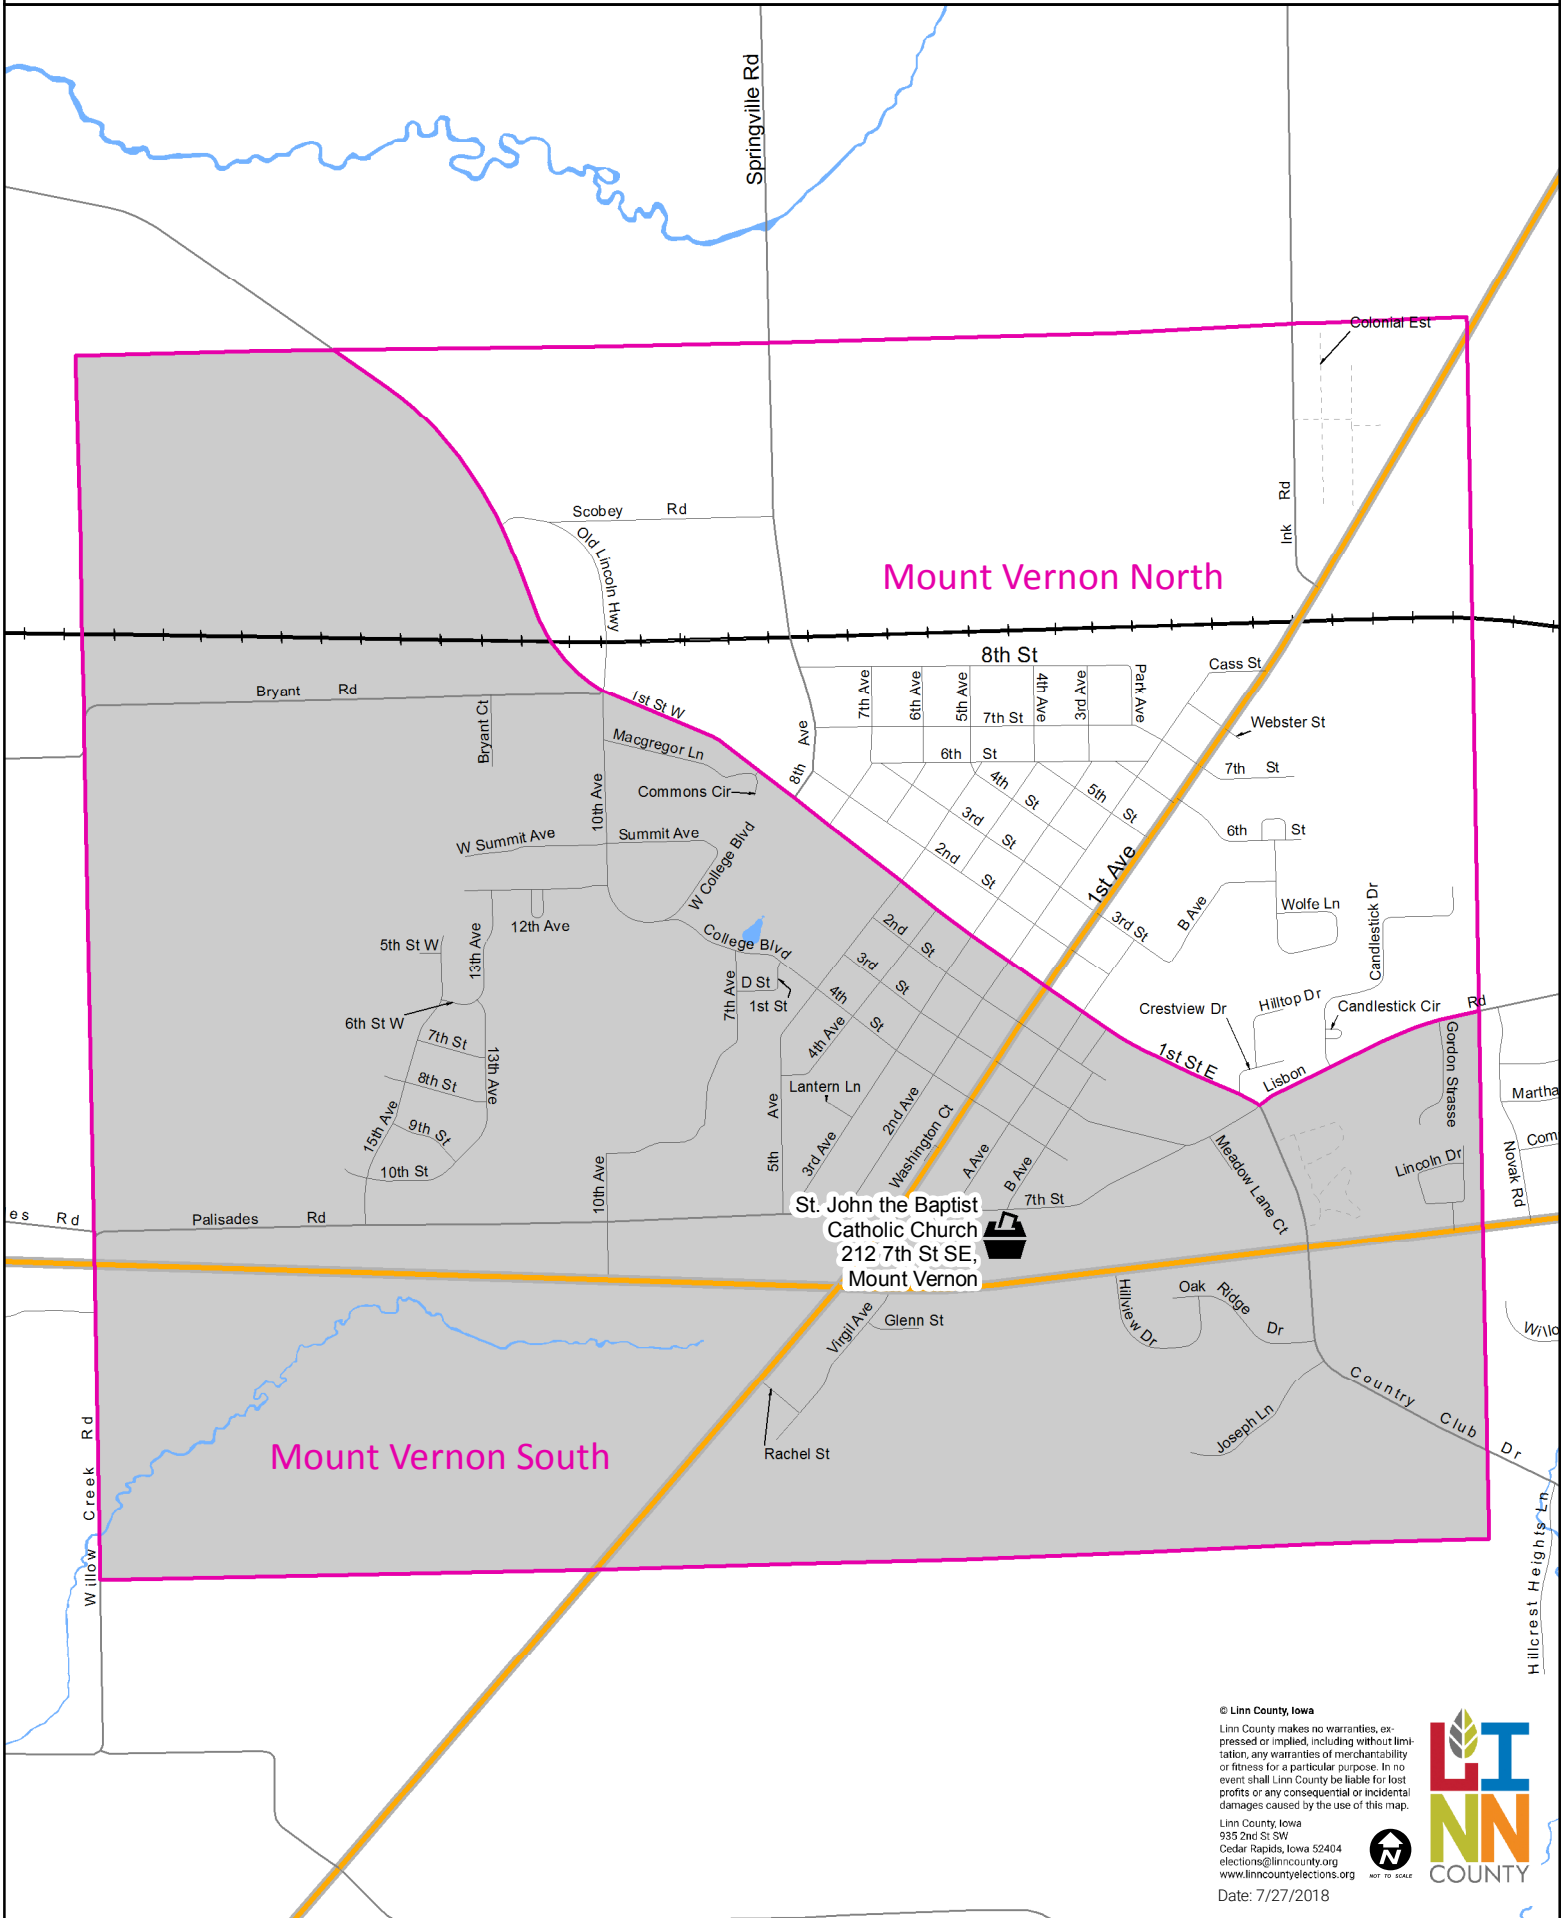 Springville Rd
Colonial Est
Scobey Rd
Old Lincoln Hwy
Ink Rd
Mount Vernon North
8th St
Cass St
Bryant Rd
Bryant Ct
1st St W
7th Ave
6th Ave
5th Ave
4th Ave
3rd Ave
Park Ave
7th St
Webster St
8th Ave
Macgregor Ln
6th St
7th St
Commons Cir
10th Ave
4th St
5th St
3rd St
2nd St
W Summit Ave
Summit Ave
6th St
1st Ave
W College Blvd
12th Ave
Wolfe Ln
B Ave
3rd St
Candlestick Dr
5th St W
13th Ave
College Blvd
2nd St
3rd St
4th St
7th Ave
D St
1st St
6th St W
7th St
13th Ave
8th St
15th Ave
9th St
10th St
4th Ave
Crestview Dr
Hilltop Dr
Candlestick Cir
Rd
1st St E
Lisbon
Gordon Strasse
Lantern Ln
5th Ave
3rd Ave
2nd Ave
Washington Ct
A Ave
B Ave
7th St
Meadow Lane Ct
Lincoln Dr
Martha
Com
Novak Rd
10th Ave
es Rd
Palisades Rd
St. John the Baptist
Catholic Church
212 7th St SE,
Mount Vernon
Hillview Dr
Oak Ridge Dr
Virgil Ave
Glenn St
Willo
Country Club Dr
Joseph Ln
Rachel St
Mount Vernon South
Willow Creek Rd
Hillcrest Heights Ln
© Linn County, Iowa
Linn County makes no warranties, ex-
pressed or implied, including without limi-
tation, any warranties of merchantability
or fitness for a particular purpose. In no
event shall Linn County be liable for lost
profits or any consequential or incidental
damages caused by the use of this map.
Linn County, Iowa
935 2nd St SW
Cedar Rapids, Iowa 52404
elections@linncounty.org
www.linncountyelections.org
Date: 7/27/2018
N
NOT TO SCALE
LI
NN
COUNTY